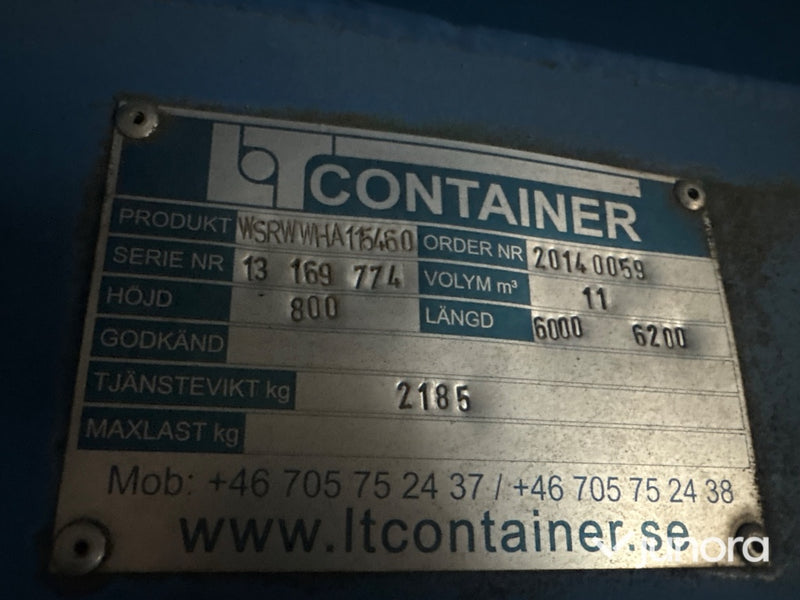 LT CONTAINER
PRODUKT WSRWWHA115460 ORDER NR 20140059
SERIE NR 13 169 774 VOLYM m³ 11
HÖJD 800 LÄNGD 6000 6200
GODKÄND
TJÄNSTEVIKT kg 2185
MAXLAST kg
Mob: +46 705 75 24 37 / +46 705 75 24 38
www.ltcontainer.se
junora